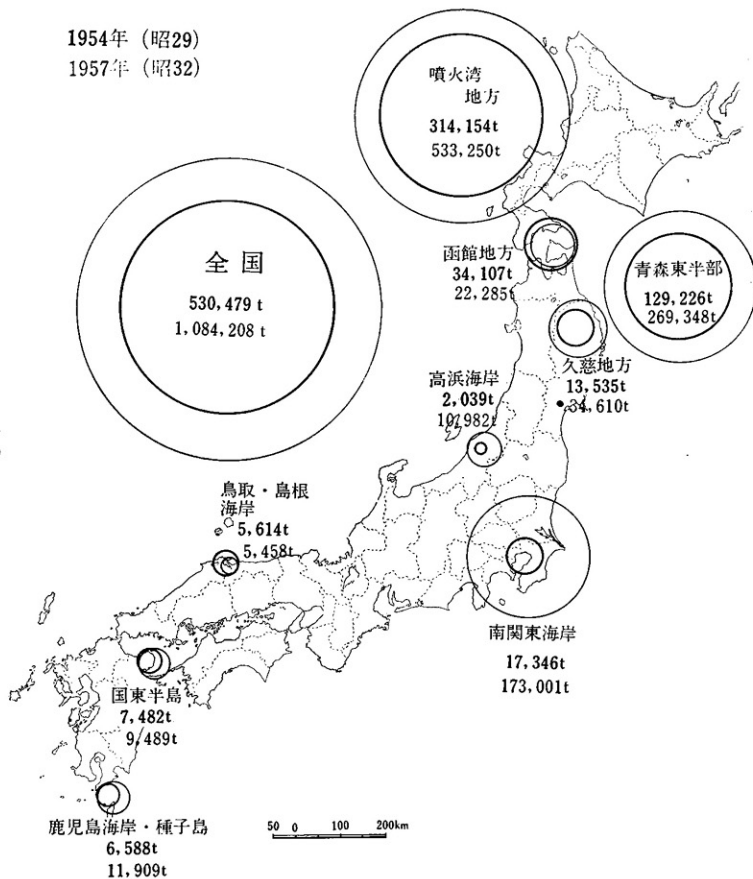 1954年 (昭29)
1957年 (昭32)
噴火湾
地方
314,154t
533,250t
全国
530,479 t
1,084,208 t
函館地方
34,107t
22,285t
青森東半部
129,226t
269,348t
久慈地方
13,535t
34,610t
高浜海岸
2,039t
10,982t
鳥取・島根
海岸
5,614t
5,458t
南関東海岸
17,346t
173,001t
国東半島
7,482t
9,489t
鹿児島海岸・種子島
6,588t
11,909t
50 0 100 200km